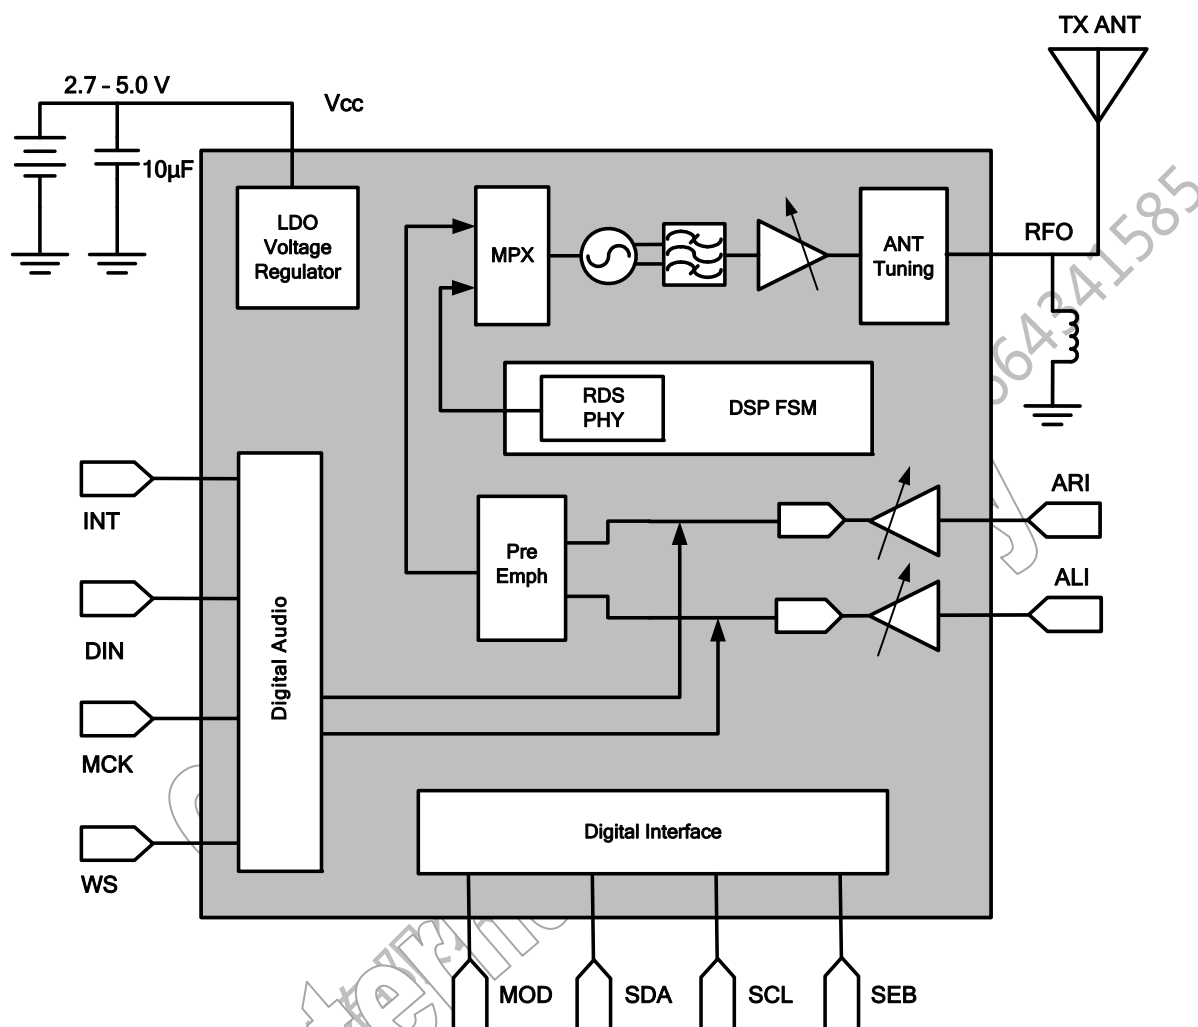 TX ANT
2.7 - 5.0 V
Vcc
10µF
LDO
Voltage
Regulator
MPX
ANT
Tuning
RFO
RDS
PHY
DSP FSM
INT
DIN
MCK
WS
Digital Audio
Pre
Emph
ARI
ALI
Digital Interface
MOD
SDA
SCL
SEB
64341585